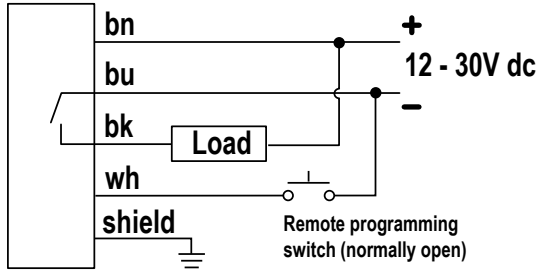 bn
+
12 - 30V dc
bu
−
bk
Load
wh
shield
Remote programming
switch (normally open)